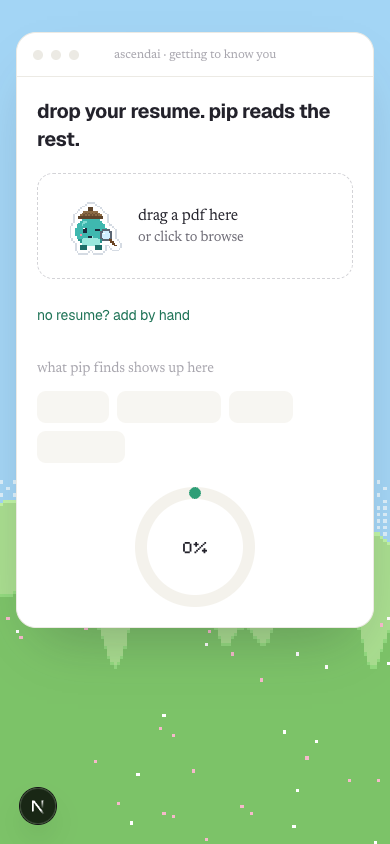 ascendai · getting to know you
drop your resume. pip reads the
rest.
drag a pdf here
or click to browse
no resume? add by hand
what pip finds shows up here
0%
N